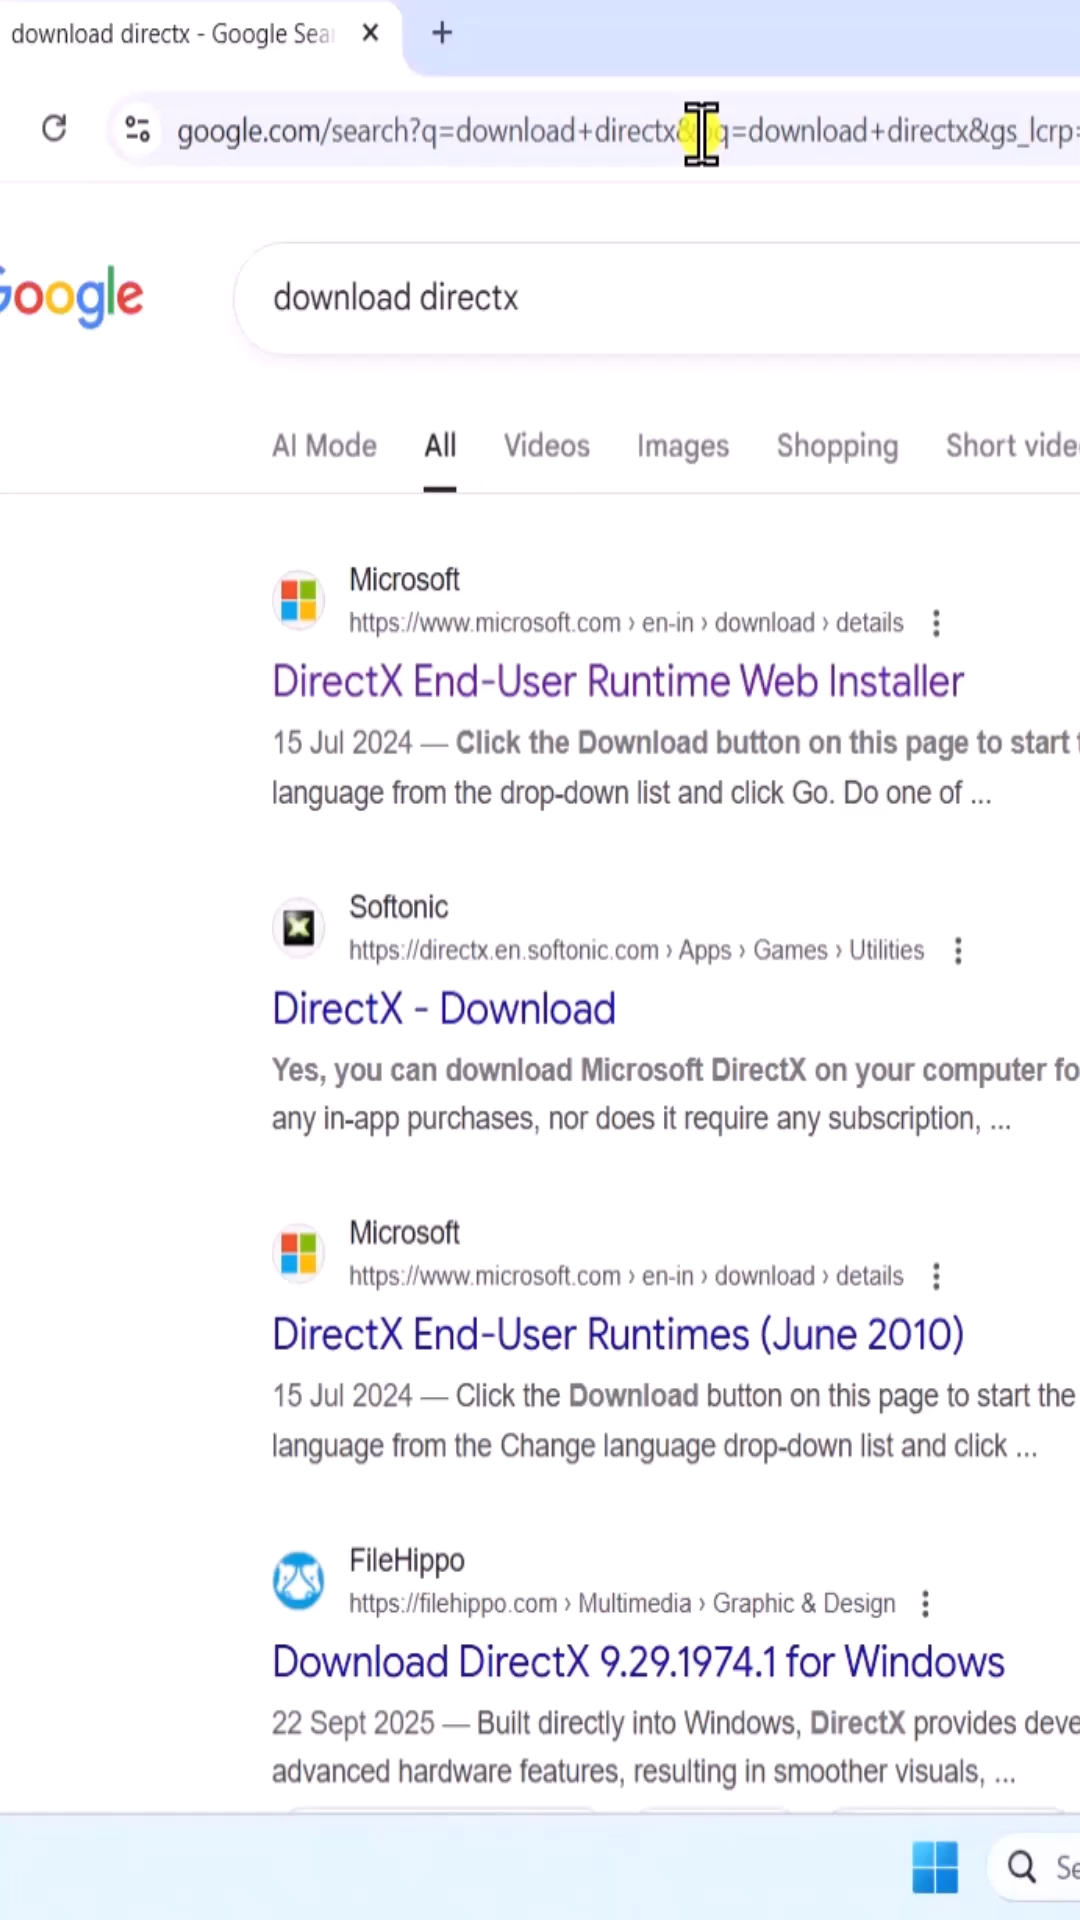 download directx - Google Sea
google.com/search?q=download+directx&oq=download+directx&gs_lcrp=
Google
download directx
AI Mode All Videos Images Shopping Short vide
Microsoft
https://www.microsoft.com › en-in › download › details
DirectX End-User Runtime Web Installer
15 Jul 2024 — Click the Download button on this page to start
language from the drop-down list and click Go. Do one of ...
Softonic
https://directx.en.softonic.com › Apps › Games › Utilities
DirectX - Download
Yes, you can download Microsoft DirectX on your computer fo
any in-app purchases, nor does it require any subscription, ...
Microsoft
https://www.microsoft.com › en-in › download › details
DirectX End-User Runtimes (June 2010)
15 Jul 2024 — Click the Download button on this page to start the
language from the Change language drop-down list and click ...
FileHippo
https://filehippo.com › Multimedia › Graphic & Design
Download DirectX 9.29.1974.1 for Windows
22 Sept 2025 — Built directly into Windows, DirectX provides deve
advanced hardware features, resulting in smoother visuals, ...
Se